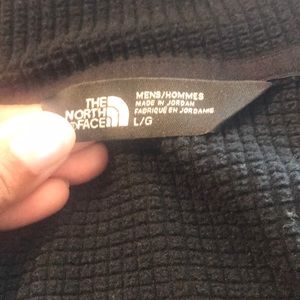 THE
NORTH
FACE
MENS/HOMMES
MADE IN JORDAN
FABRIQUÉ EN JORDANIE
L/G